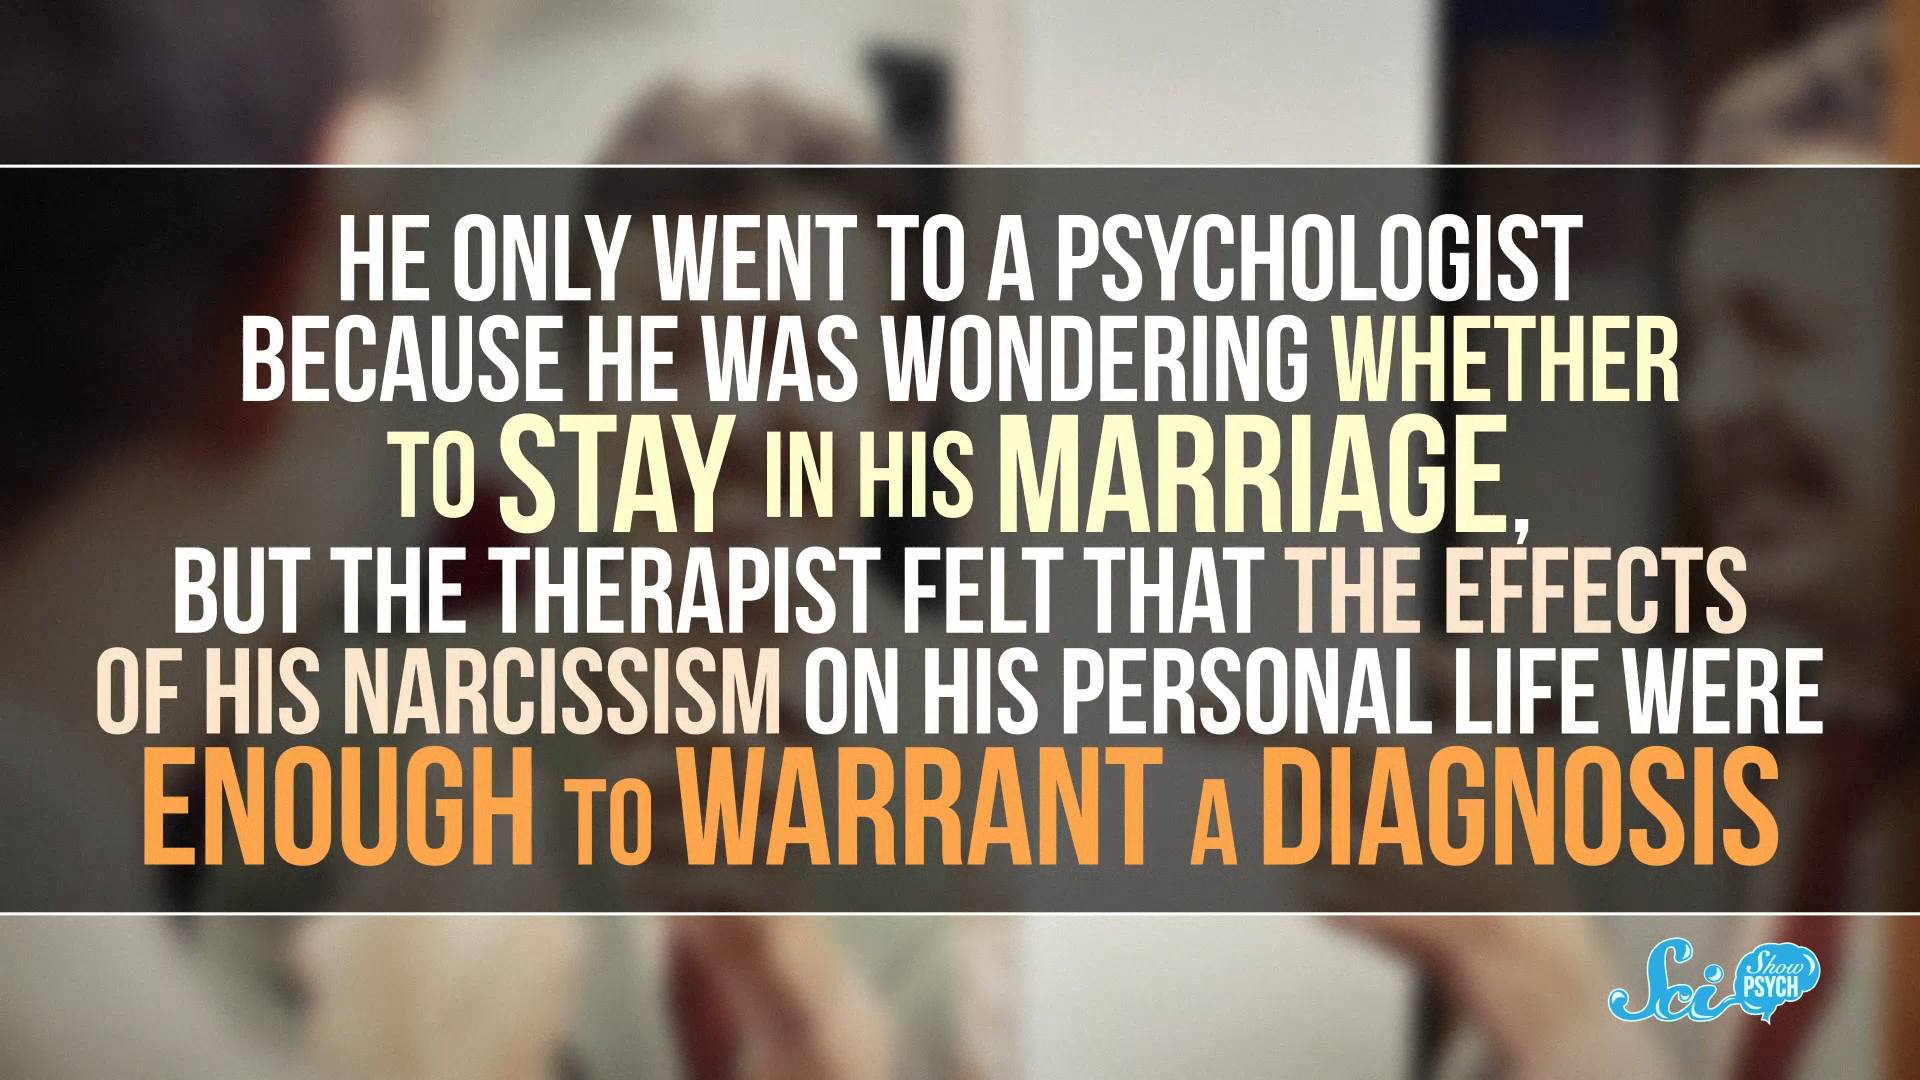 HE ONLY WENT TO A PSYCHOLOGIST
BECAUSE HE WAS WONDERING WHETHER
TO STAY IN HIS MARRIAGE,
BUT THE THERAPIST FELT THAT THE EFFECTS
OF HIS NARCISSISM ON HIS PERSONAL LIFE WERE
ENOUGH TO WARRANT A DIAGNOSIS
Sci Show
PSYCH